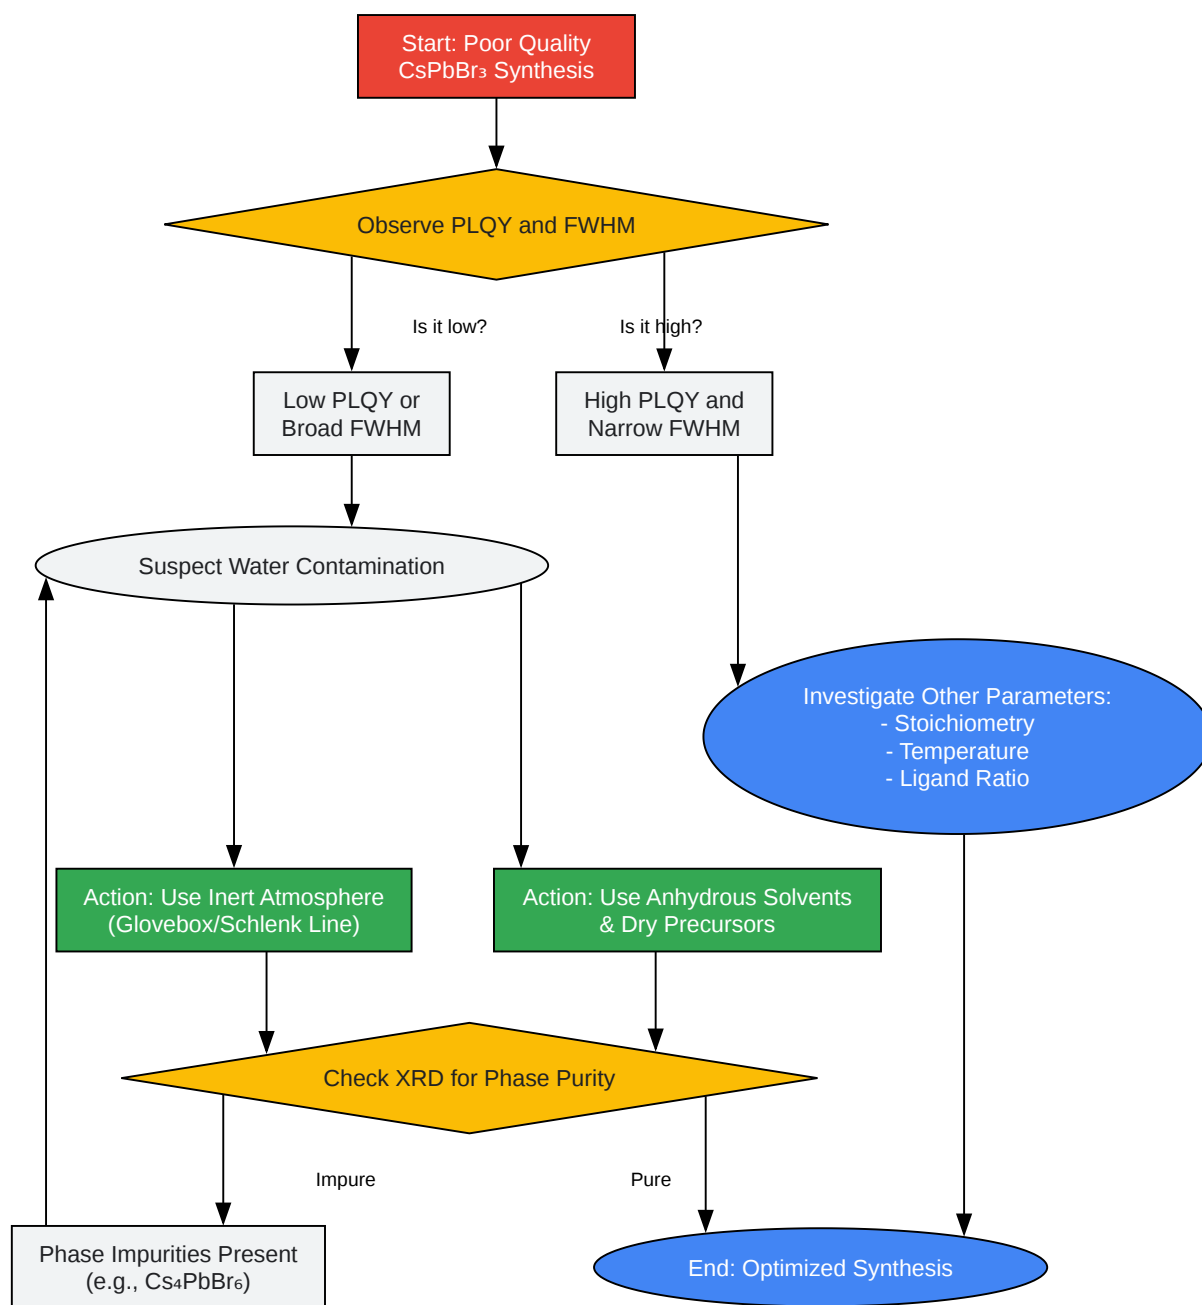 Start: Poor Quality
CsPbBr₃ Synthesis
Observe PLQY and FWHM
Is it low?
Is it high?
Low PLQY or
Broad FWHM
High PLQY and
Narrow FWHM
Suspect Water Contamination
Investigate Other Parameters:
- Stoichiometry
- Temperature
- Ligand Ratio
Action: Use Inert Atmosphere
(Glovebox/Schlenk Line)
Action: Use Anhydrous Solvents
& Dry Precursors
Check XRD for Phase Purity
Impure
Pure
Phase Impurities Present
(e.g., Cs₄PbBr₆)
End: Optimized Synthesis